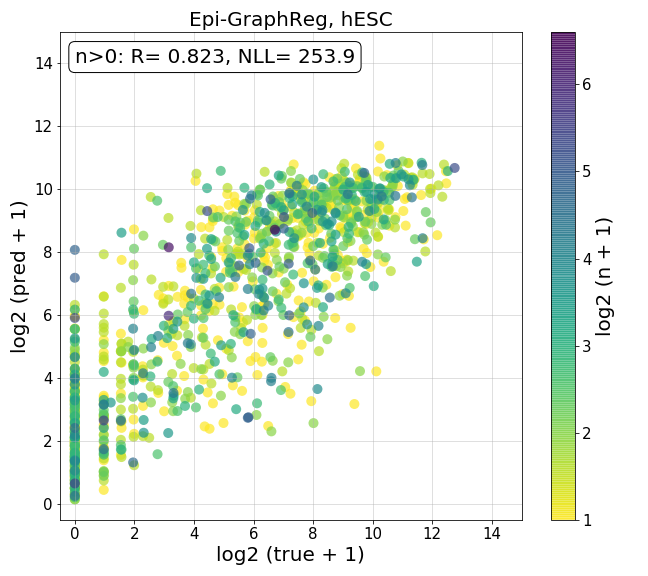 Epi-GraphReg, hESC
n>0: R= 0.823, NLL= 253.9
14
12
10
8
6
4
2
0
log2 (pred + 1)
0 2 4 6 8 10 12 14
log2 (true + 1)
6
5
4
3
2
1
log2 (n + 1)